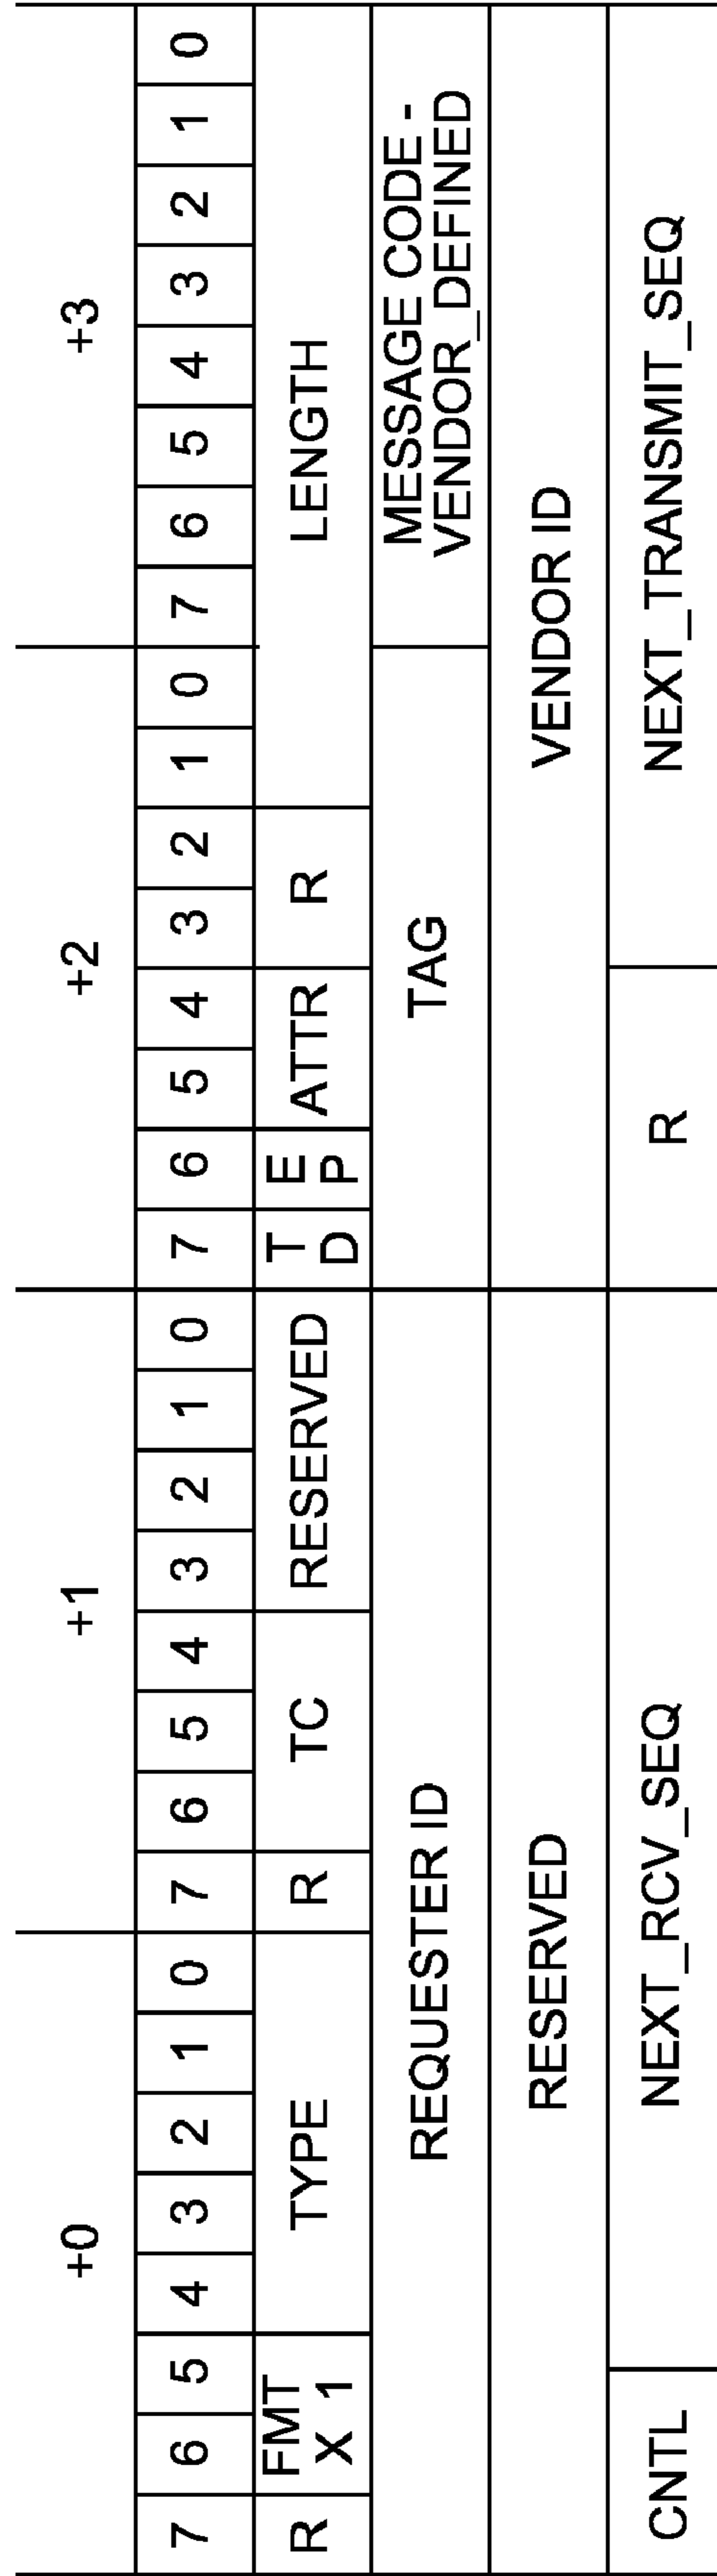 +0 +1 +2 +3
7 6 5 4 3 2 1 0 7 6 5 4 3 2 1 0 7 6 5 4 3 2 1 0 7 6 5 4 3 2 1 0
R FMT TYPE R TC RESERVED T E ATTR R LENGTH
X 1 D P
REQUESTER ID TAG MESSAGE CODE -
VENDOR_DEFINED
RESERVED VENDOR ID
CNTL NEXT_RCV_SEQ R NEXT_TRANSMIT_SEQ